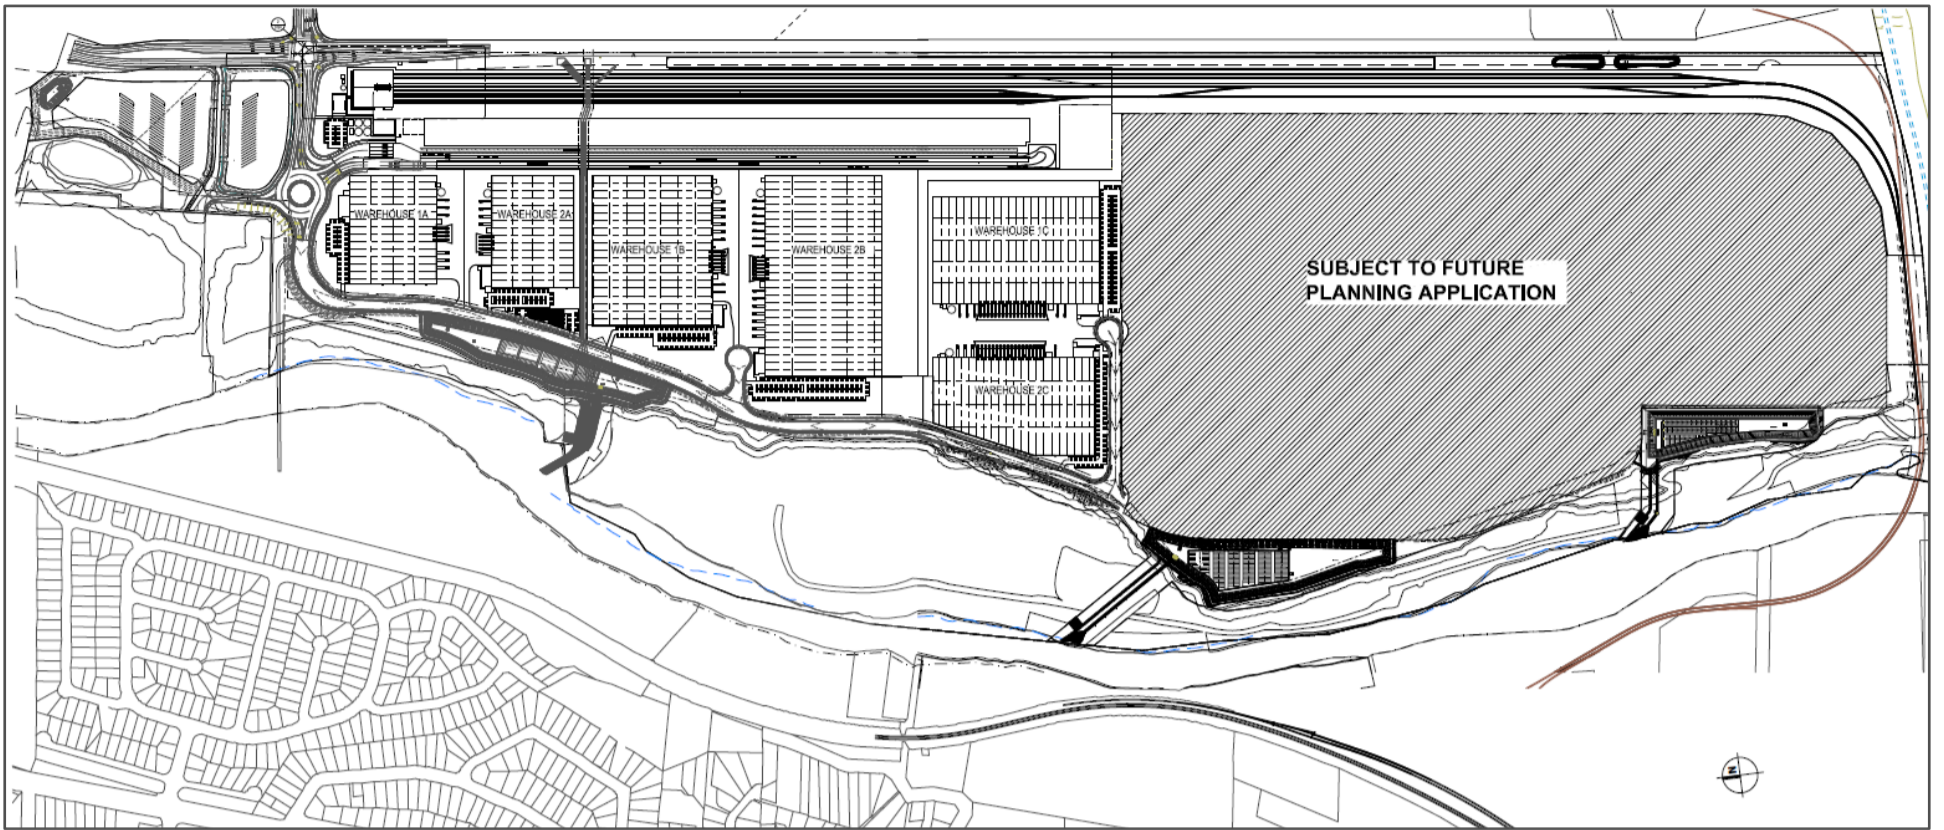 WAREHOUSE 1A
WAREHOUSE 2A
WAREHOUSE 1B
WAREHOUSE 2B
WAREHOUSE 1C
WAREHOUSE 2C
SUBJECT TO FUTURE
PLANNING APPLICATION
N